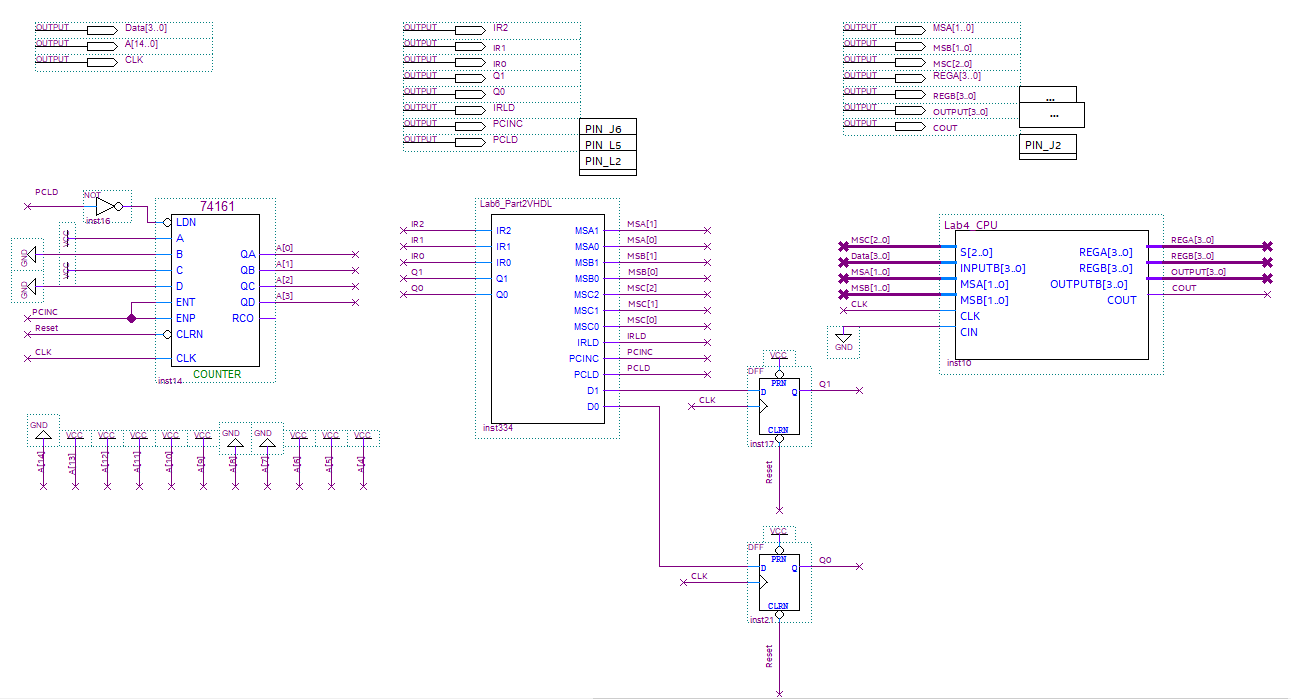 OUTPUT Data[3..0]
OUTPUT A[14..0]
OUTPUT CLK
OUTPUT IR2
OUTPUT IR1
OUTPUT IR0
OUTPUT Q1
OUTPUT Q0
OUTPUT IRLD
OUTPUT PCINC
OUTPUT PCLD
PIN_J6
PIN_L5
PIN_L2
OUTPUT MSA[1..0]
OUTPUT MSB[1..0]
OUTPUT MSC[2..0]
OUTPUT REGA[3..0]
OUTPUT REGB[3..0]
OUTPUT OUTPUT[3..0]
OUTPUT COUT
...
...
PIN_J2
PCLD
NOT
inst16
74161
VCC
GND
VCC
GND
LDN
A
B QA A[0]
C QB A[1]
D QC A[2]
ENT QD A[3]
PCINC ENP RCO
Reset CLRN
CLK CLK
inst14
COUNTER
Lab6_Part2VHDL
IR2 IR2 MSA1 MSA[1]
IR1 IR1 MSA0 MSA[0]
IR0 IR0 MSB1 MSB[1]
Q1 Q1 MSB0 MSB[0]
Q0 Q0 MSC2 MSC[2]
MSC1 MSC[1]
MSC0 MSC[0]
IRLD IRLD
PCINC PCINC
PCLD PCLD
D1
D0
inst334
Lab4_CPU
MSC[2..0] S[2..0] REGA[3..0] REGA[3..0]
Data[3..0] INPUTB[3..0] REGB[3..0] REGB[3..0]
MSA[1..0] MSA[1..0] OUTPUTB[3..0] OUTPUT[3..0]
MSB[1..0] MSB[1..0] COUT COUT
CLK CLK
CIN
GND
inst10
VCC
DFF
PRN
D Q Q1
CLK
CLRN
inst17
Reset
VCC
DFF
PRN
D Q Q0
CLK
CLRN
inst21
Reset
GND VCC VCC VCC VCC VCC GND GND VCC VCC VCC
A[14] A[13] A[12] A[11] A[10] A[9] A[8] A[7] A[6] A[5] A[4]